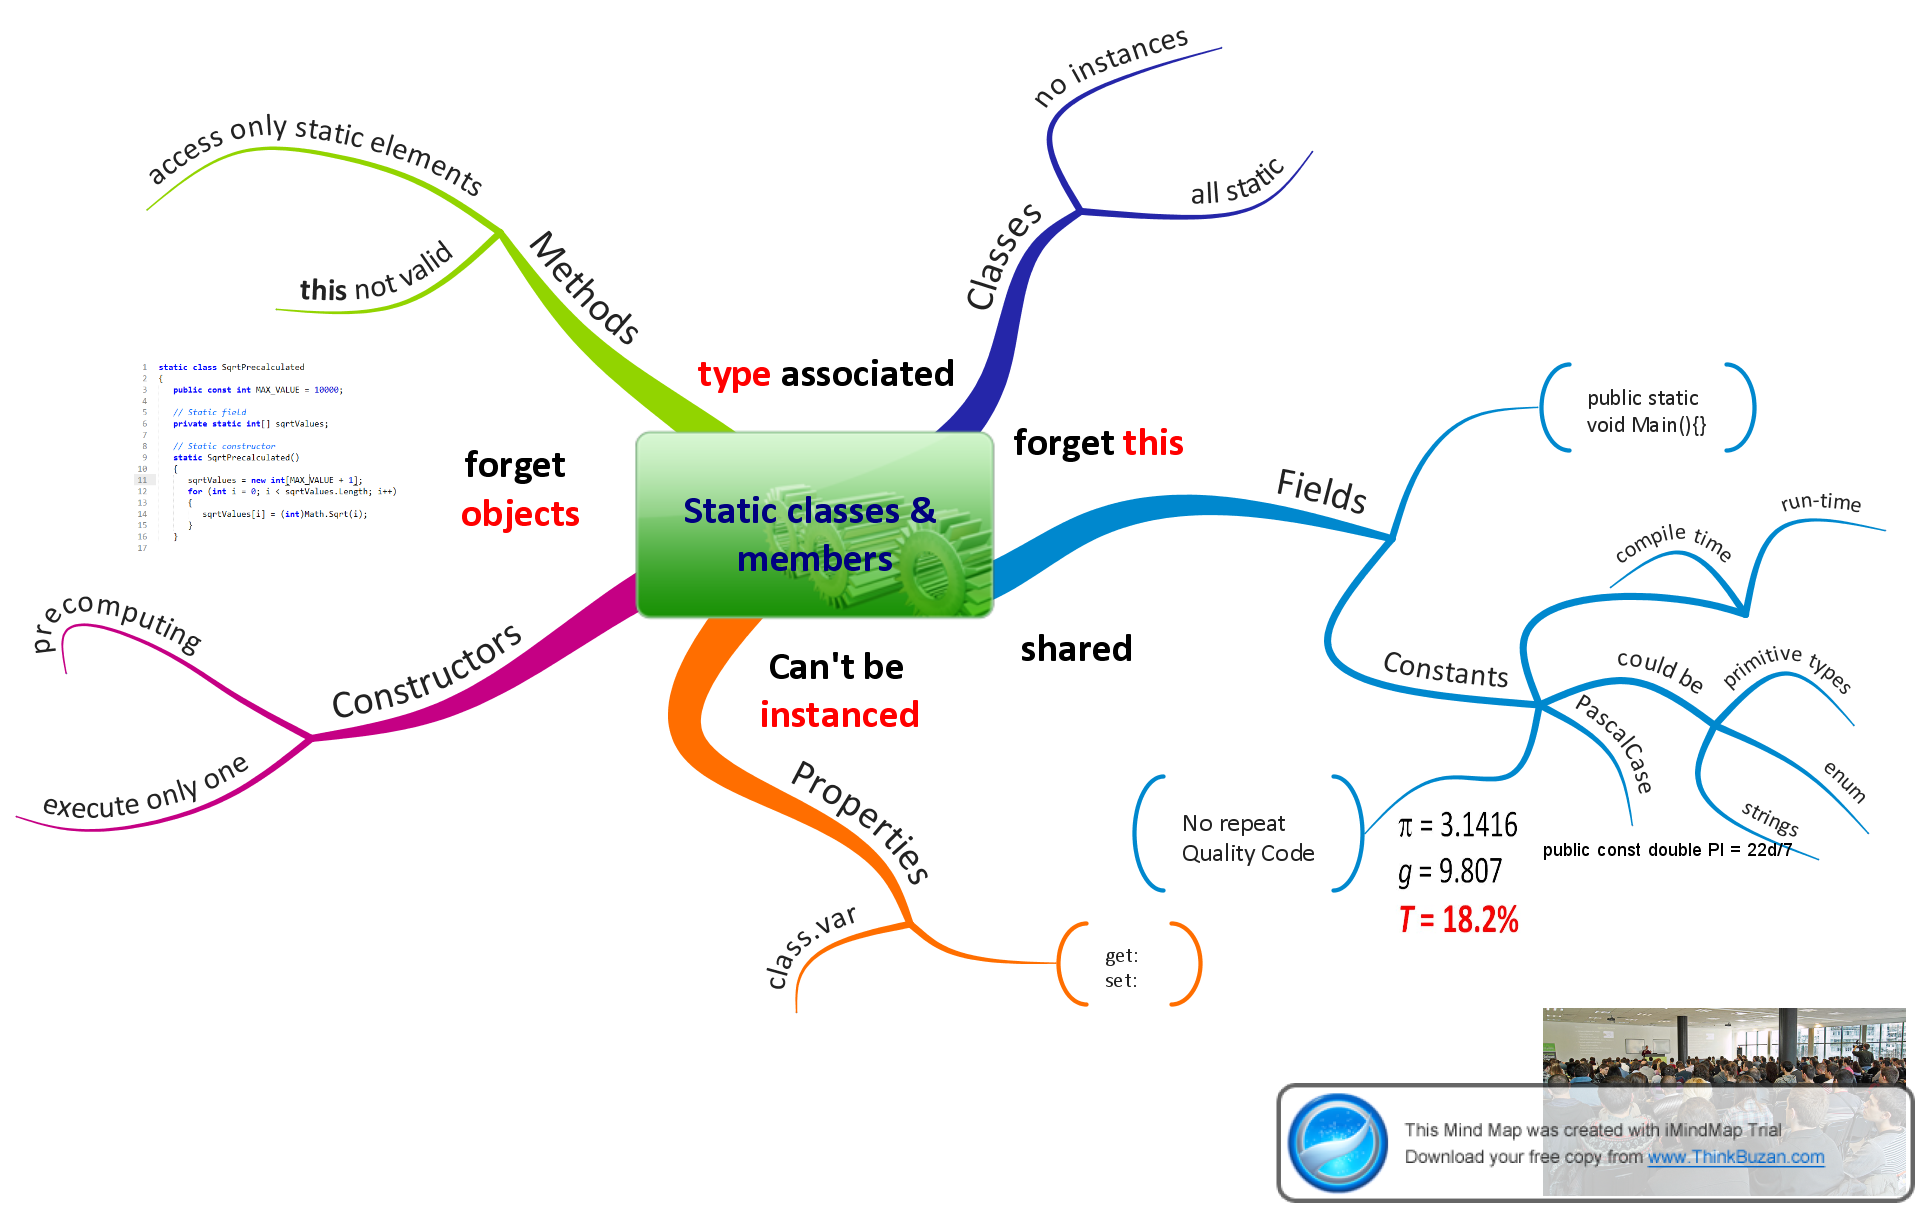 no instances
all static
Classes
access only static elements
this not valid
Methods
type associated
forget this
forget
objects
Static classes &
members
shared
Can't be
instanced
1 static class SqrtPrecalculated
2 {
3 public const int MAX_VALUE = 10000;
4
5 // Static field
6 private static int[] sqrtValues;
7
8 // Static constructor
9 static SqrtPrecalculated()
10 {
11 sqrtValues = new int[MAX_VALUE + 1];
12 for (int i = 0; i < sqrtValues.Length; i++)
13 {
14 sqrtValues[i] = (int)Math.Sqrt(i);
15 }
16 }
17
Fields
public static
void Main(){}
Constants
compile time
run-time
could be
primitive types
enum
strings
PascalCase
public const double PI = 22d/7
No repeat
Quality Code
π = 3.1416
g = 9.807
T = 18.2%
Constructors
precomputing
execute only one
Properties
class.var
get:
set:
This Mind Map was created with iMindMap Trial
Download your free copy from www.ThinkBuzan.com